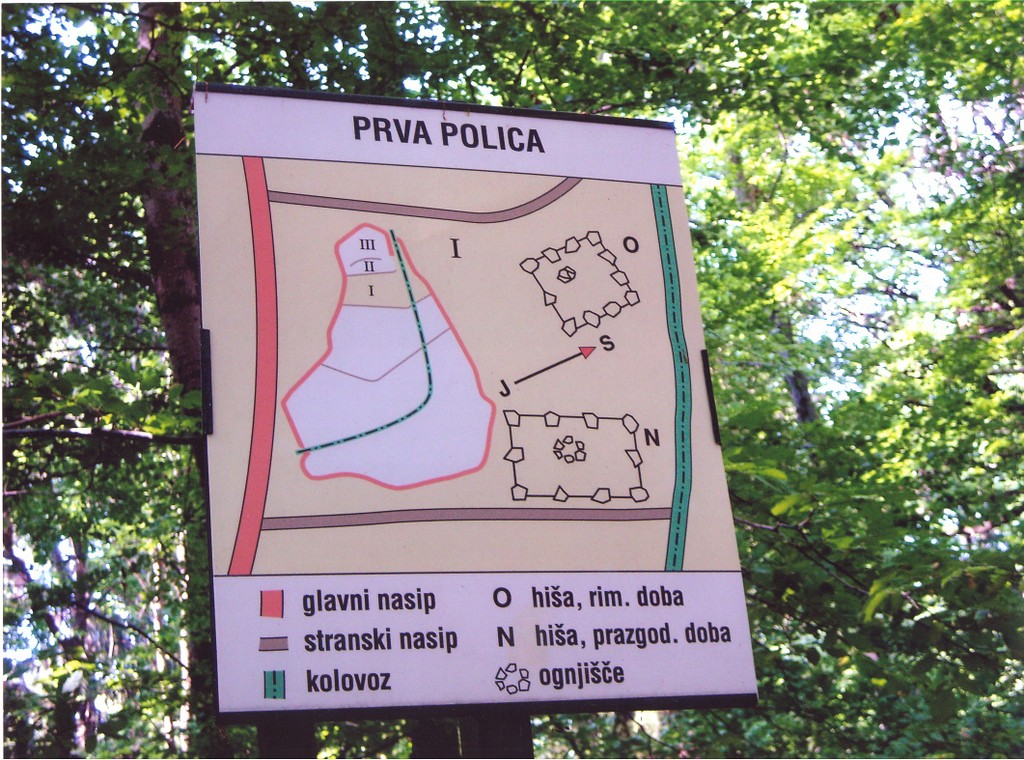 PRVA POLICA
III
II
I
I
O
S
J
N
glavni nasip
stranski nasip
kolovoz
O hiša, rim. doba
N hiša, prazgod. doba
ognjišče